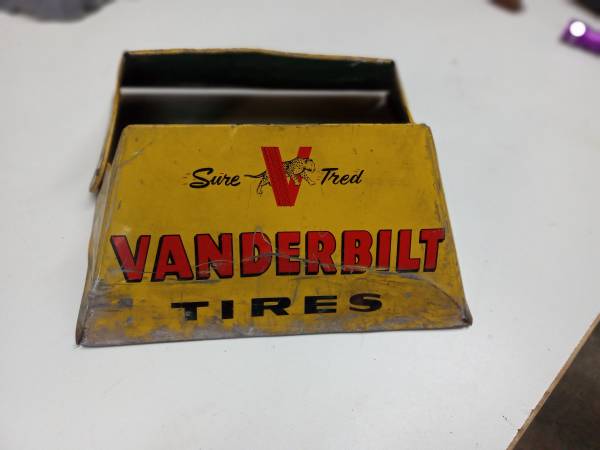 Sure V Tred
VANDERBILT
TIRES